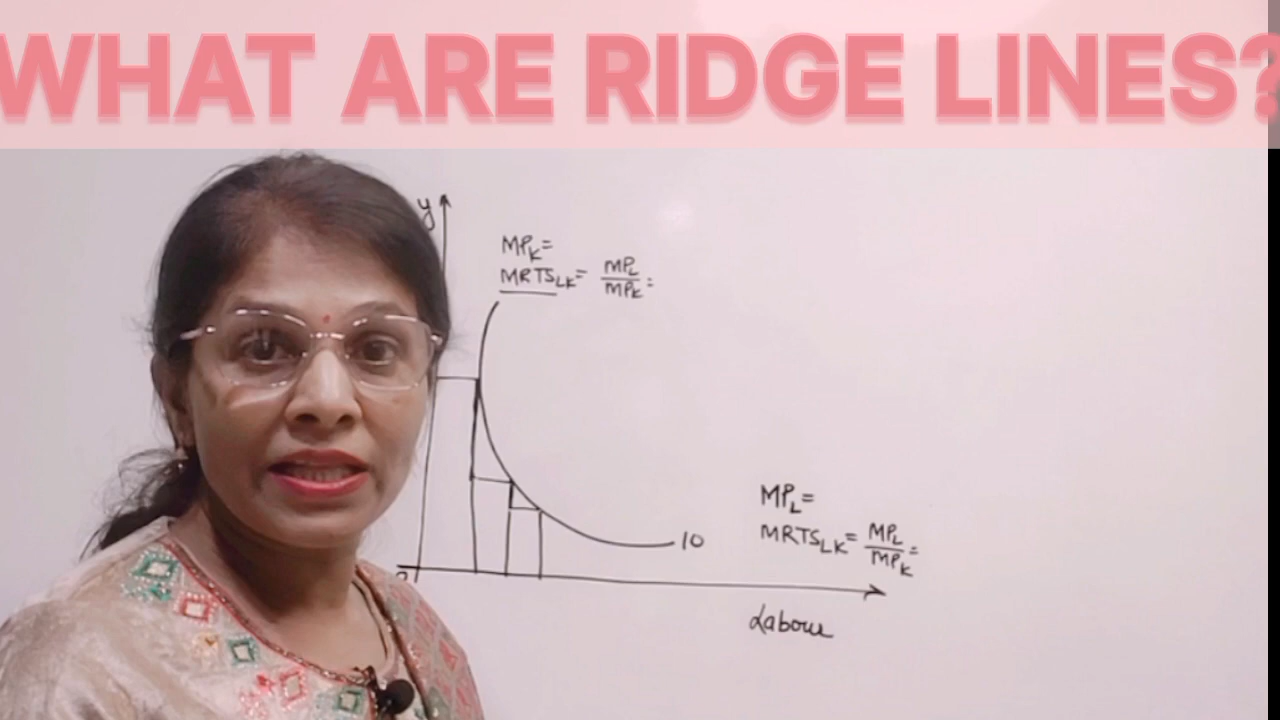 WHAT ARE RIDGE LINES?
y
MPK=
MRTSLK= MPL/MPK=
10
MPL=
MRTSLK= MPL/MPK=
Labour